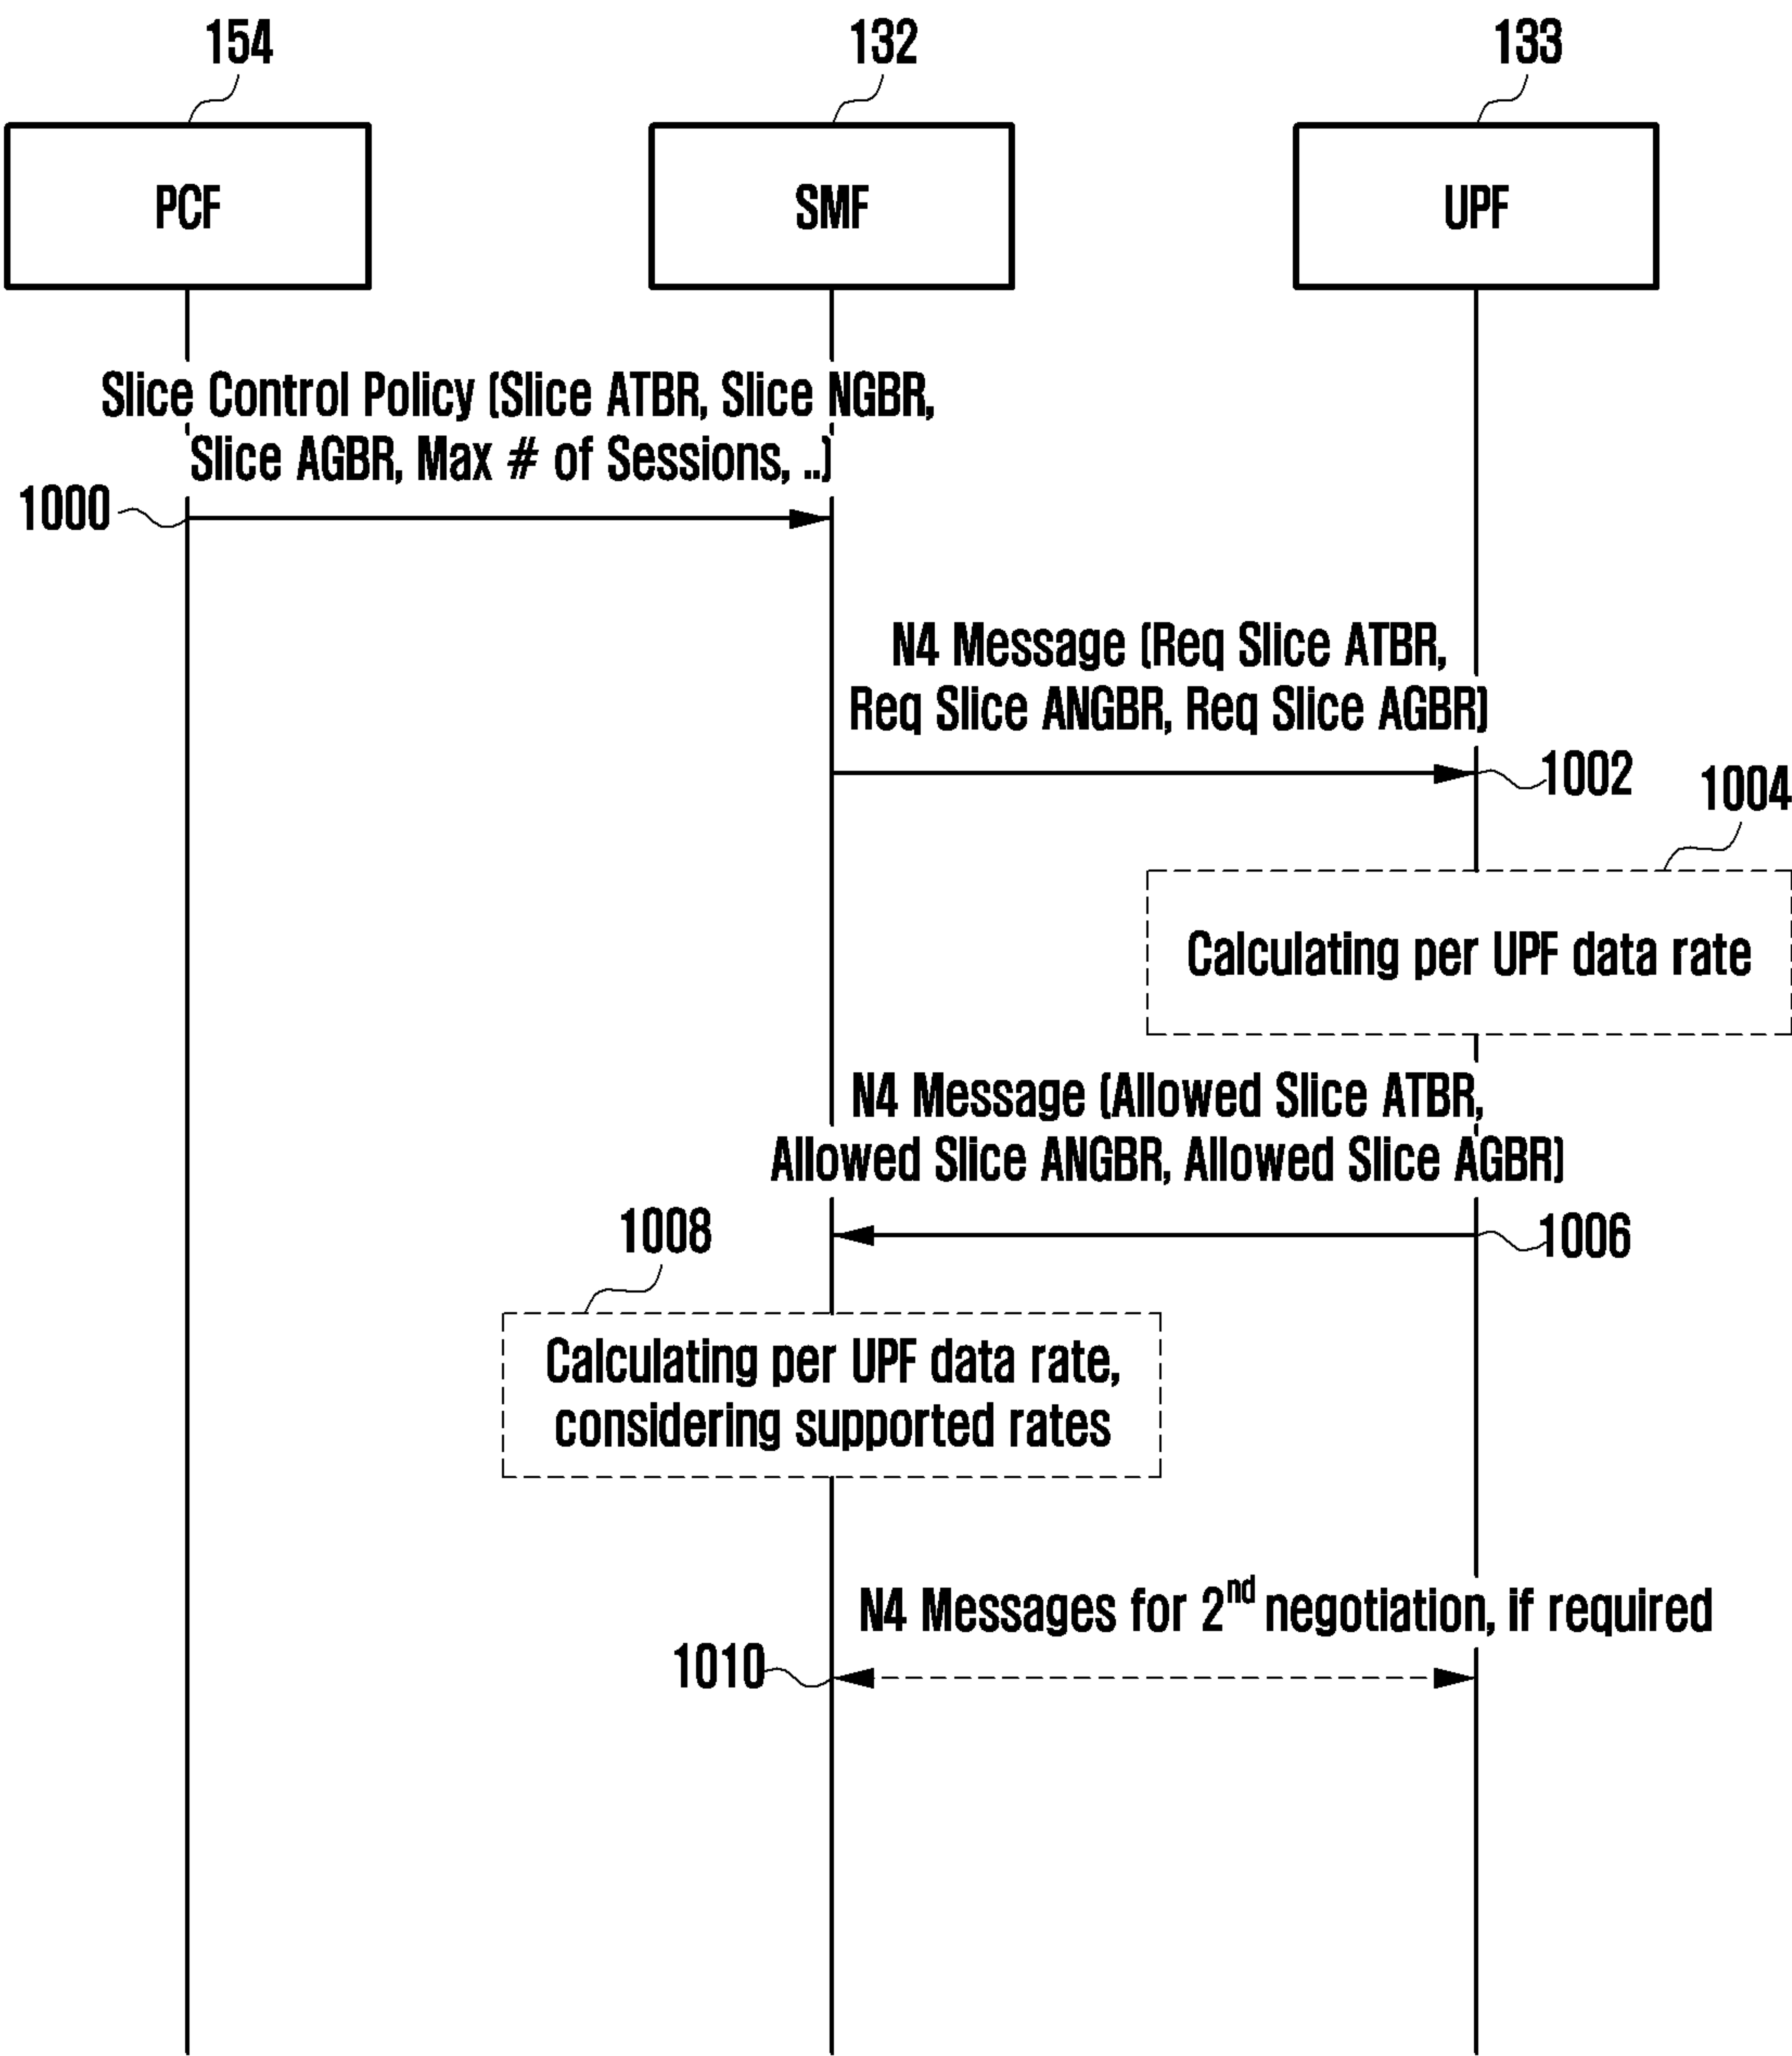 154
132
133
PCF
SMF
UPF
Slice Control Policy (Slice ATBR, Slice NGBR,
Slice AGBR, Max # of Sessions, ..)
1000
N4 Message (Req Slice ATBR,
Req Slice ANGBR, Req Slice AGBR)
1002
1004
Calculating per UPF data rate
N4 Message (Allowed Slice ATBR,
Allowed Slice ANGBR, Allowed Slice AGBR)
1006
1008
Calculating per UPF data rate,
considering supported rates
N4 Messages for 2nd negotiation, if required
1010